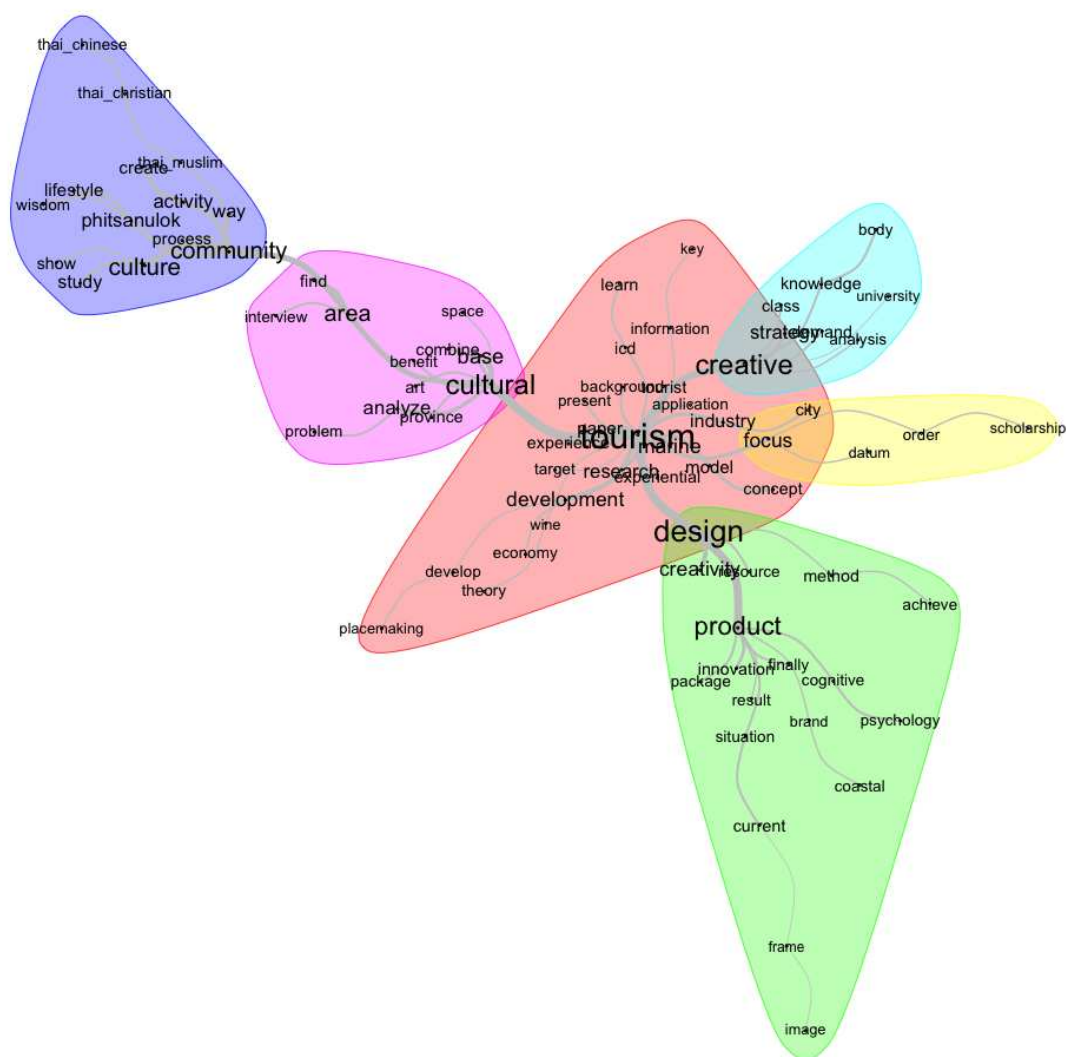 thai_chinese
thai_christian
thai_muslim
create
lifestyle
wisdom
activity
way
phitsanulok
process
community
culture
show
study
find
interview
area
space
combine
base
benefit
cultural
art
analyze
province
problem
key
learn
information
icd
background
tourist
present
application
industry
paper
tourism
marine
experience
target
research
experiential
model
concept
development
wine
economy
develop
theory
placemaking
body
knowledge
class
university
strategy
demand
analysis
creative
city
focus
order
scholarship
datum
design
creativity
resource
method
achieve
product
innovation
finally
package
cognitive
result
brand
psychology
situation
coastal
current
frame
image